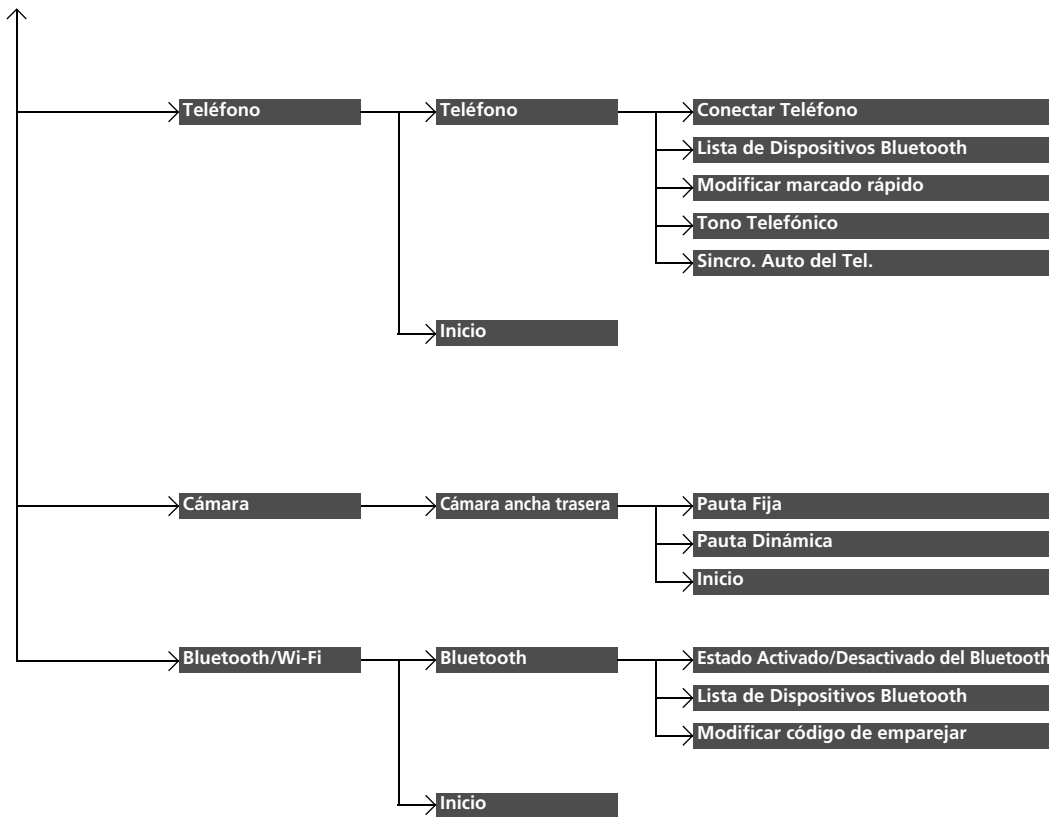 Teléfono
Teléfono
Conectar Teléfono
Lista de Dispositivos Bluetooth
Modificar marcado rápido
Tono Telefónico
Sincro. Auto del Tel.
Inicio
Cámara
Cámara ancha trasera
Pauta Fija
Pauta Dinámica
Inicio
Bluetooth/Wi-Fi
Bluetooth
Estado Activado/Desactivado del Bluetooth
Lista de Dispositivos Bluetooth
Modificar código de emparejar
Inicio